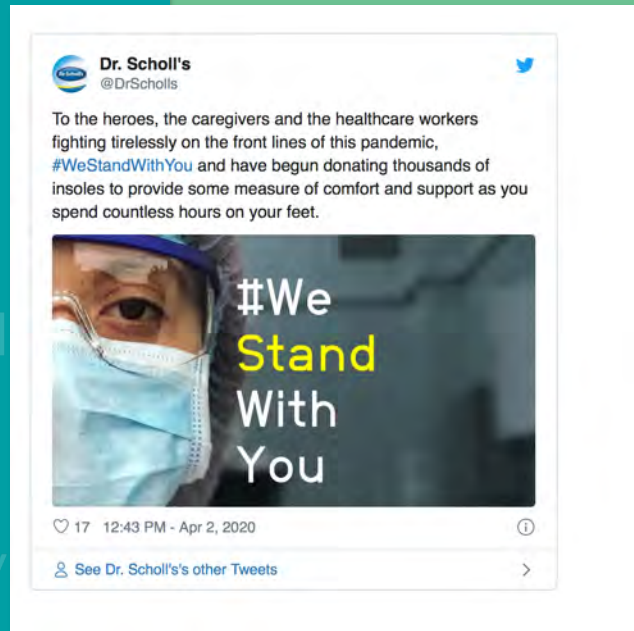 Dr. Scholl's
@DrScholls
To the heroes, the caregivers and the healthcare workers
fighting tirelessly on the front lines of this pandemic,
#WeStandWithYou and have begun donating thousands of
insoles to provide some measure of comfort and support as you
spend countless hours on your feet.
#We
Stand
With
You
17 12:43 PM - Apr 2, 2020
See Dr. Scholl's's other Tweets